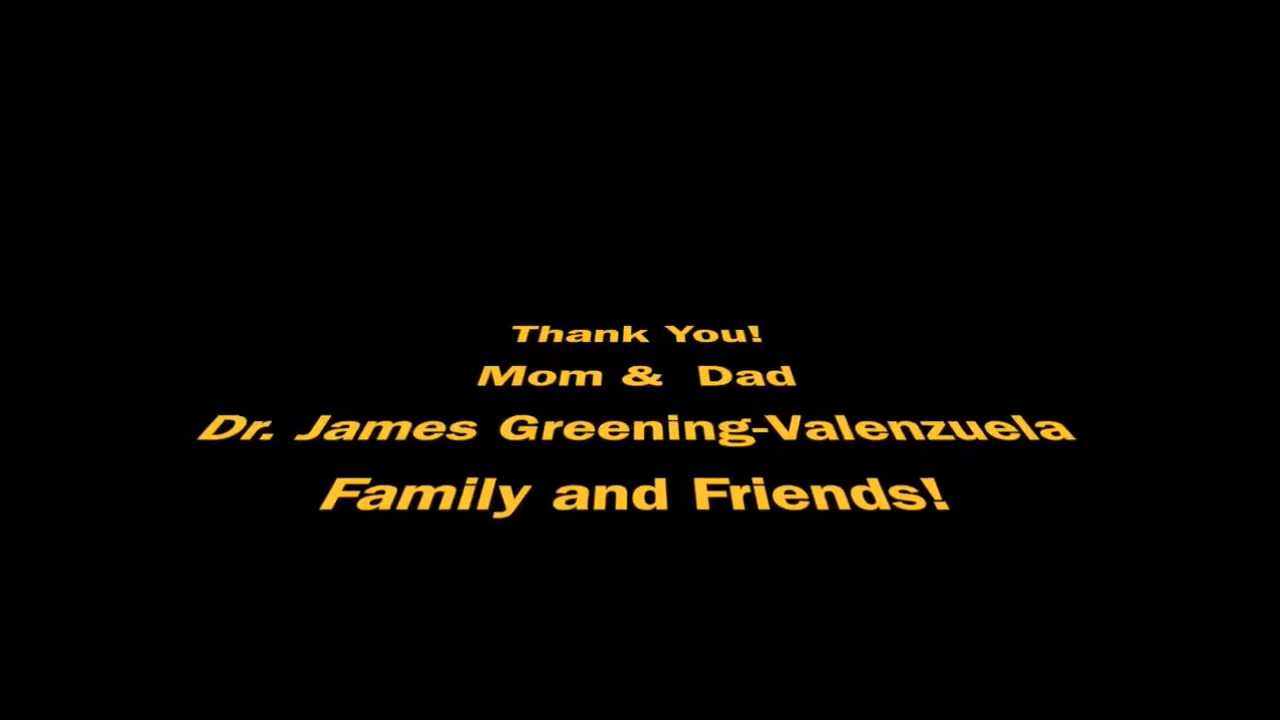 Thank You!
Mom & Dad
Dr. James Greening-Valenzuela
Family and Friends!